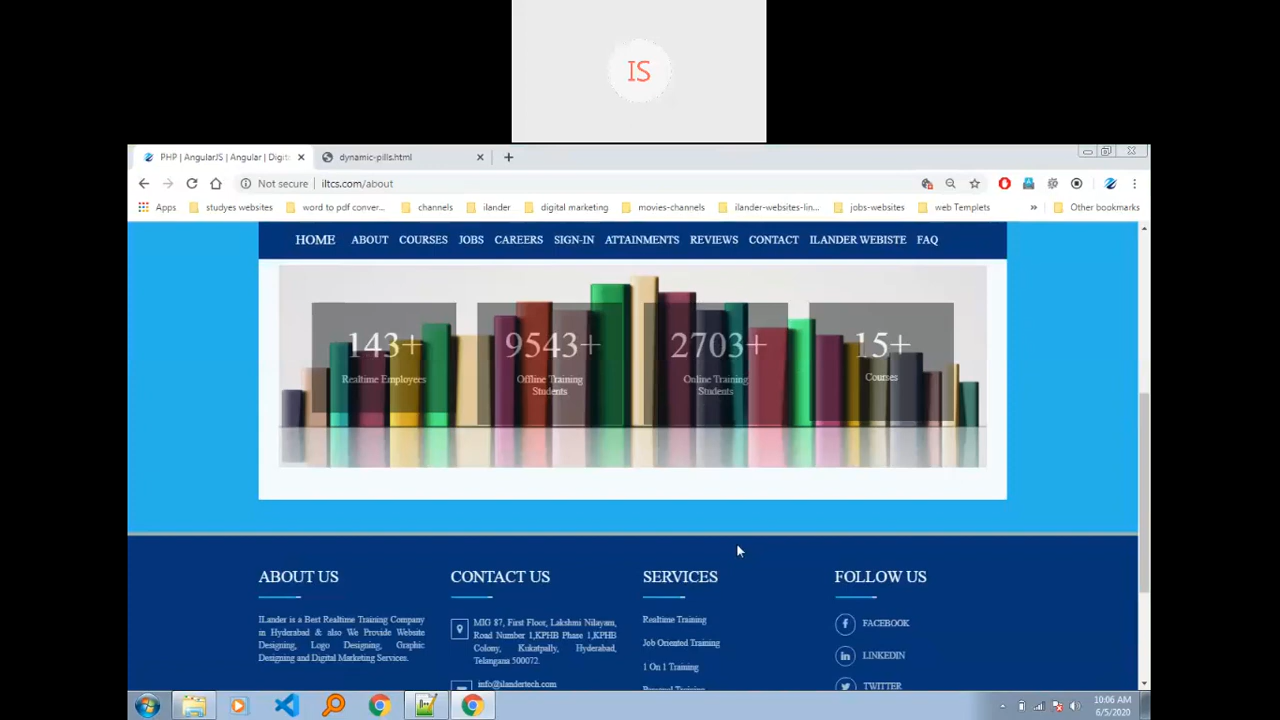 IS
PHP | AngularJS | Angular | Digit
dynamic-pills.html
Not secure
iltcs.com/about
Apps
studyes websites
word to pdf conver...
channels
ilander
digital marketing
movies-channels
ilander-websites-lin...
jobs-websites
web Templets
»
Other bookmarks
HOME
ABOUT
COURSES
JOBS
CAREERS
SIGN-IN
ATTAINMENTS
REVIEWS
CONTACT
ILANDER WEBISTE
FAQ
143+
Realtime Employees
9543+
Offline Training
Students
2703+
Online Training
Students
15+
Courses
ABOUT US
ILander is a Best Realtime Training Company
in Hyderabad & also We Provide Website
Designing, Logo Designing, Graphic
Designing and Digital Marketing Services.
CONTACT US
MIG 87, First Floor, Lakshmi Nilayam,
Road Number 1,KPHB Phase 1,KPHB
Colony, Kukatpally, Hyderabad,
Telangana 500072.
info@ilandertech.com
SERVICES
Realtime Training
Job Oriented Training
1 On 1 Training
Personal Training
FOLLOW US
FACEBOOK
LINKEDIN
TWITTER
10:06 AM
6/5/2020